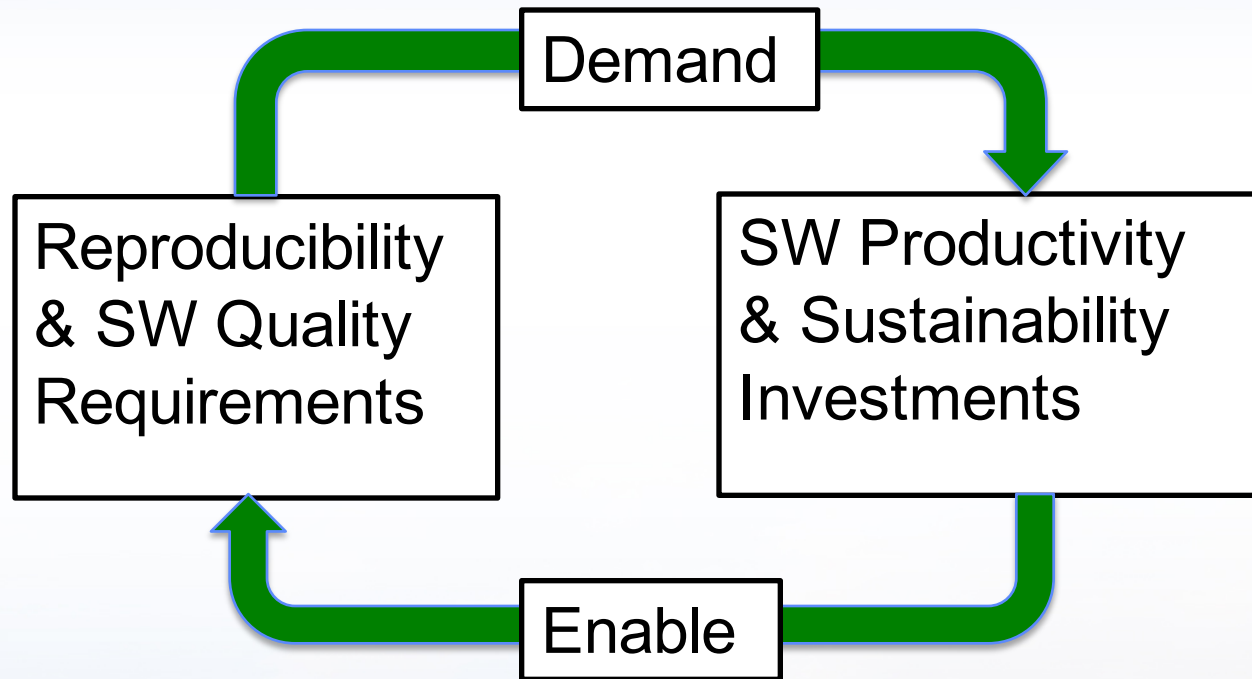 Demand
Reproducibility
& SW Quality
Requirements
SW Productivity
& Sustainability
Investments
Enable